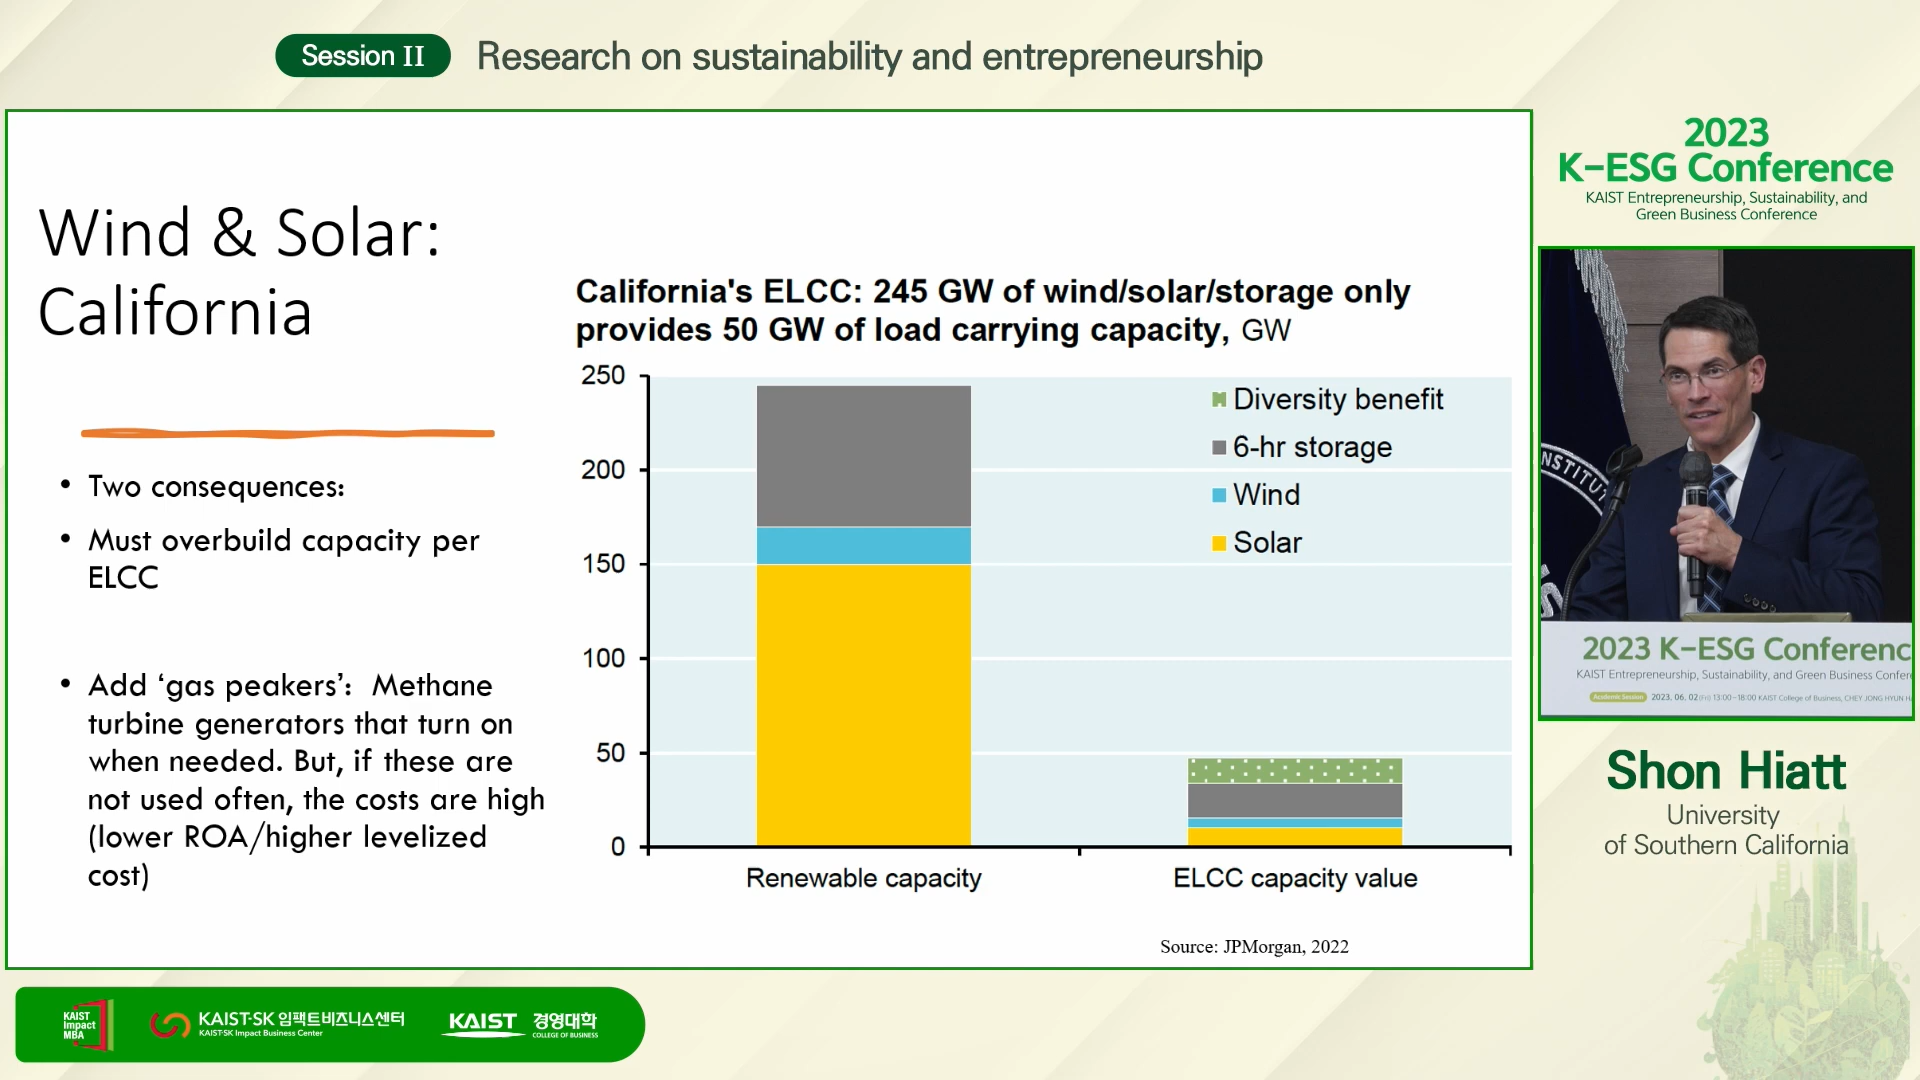 Session II
Research on sustainability and entrepreneurship
2023
K-ESG Conference
KAIST Entrepreneurship, Sustainability, and
Green Business Conference
Wind & Solar:
California
• Two consequences:
• Must overbuild capacity per
ELCC
• Add ‘gas peakers’: Methane
turbine generators that turn on
when needed. But, if these are
not used often, the costs are high
(lower ROA/higher levelized
cost)
California's ELCC: 245 GW of wind/solar/storage only
provides 50 GW of load carrying capacity, GW
250
200
150
100
50
0
Diversity benefit
6-hr storage
Wind
Solar
Renewable capacity
ELCC capacity value
Source: JPMorgan, 2022
NSTITUT
2023 K-ESG Conferenc
KAIST Entrepreneurship, Sustainability, and Green Business Confer
Academic Session 2023. 06. 02(Fri) 13:00-18:00 KAIST College of Business, CHEY JONG HYUN H
Shon Hiatt
University
of Southern California
KAIST
Impact
MBA
KAIST-SK 임팩트비즈니스센터
KAIST-SK Impact Business Center
KAIST 경영대학
COLLEGE OF BUSINESS